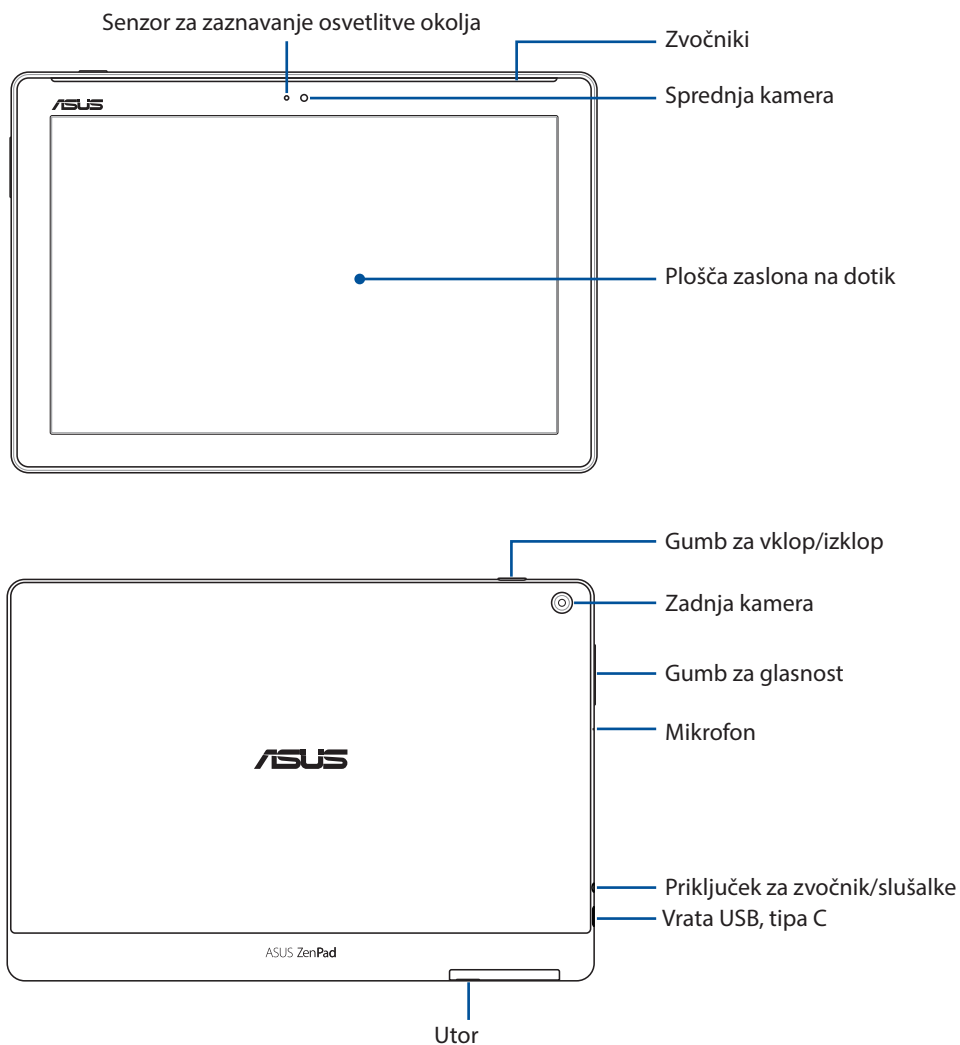 Senzor za zaznavanje osvetlitve okolja
Zvočniki
Sprednja kamera
ASUS
Plošča zaslona na dotik
Gumb za vklop/izklop
Zadnja kamera
Gumb za glasnost
Mikrofon
ASUS
Priključek za zvočnik/slušalke
Vrata USB, tipa C
ASUS ZenPad
Utor